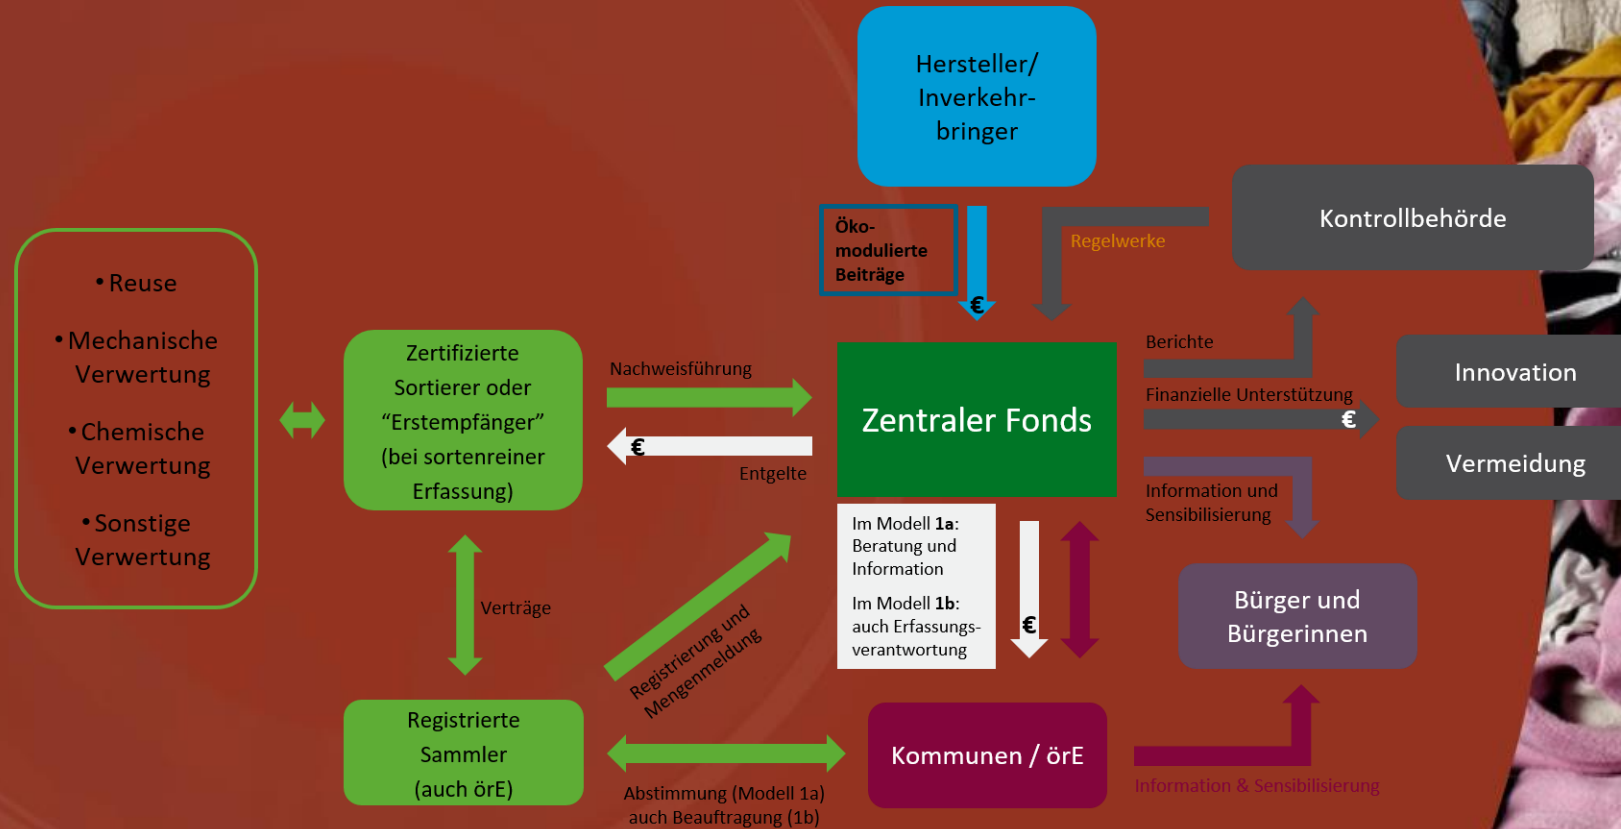 Hersteller/
Inverkehr-
bringer
Öko-
modulierte
Beiträge
€
Regelwerke
Kontrollbehörde
• Reuse
• Mechanische
Verwertung
• Chemische
Verwertung
• Sonstige
Verwertung
Zertifizierte
Sortierer oder
“Erstempfänger”
(bei sortenreiner
Erfassung)
Nachweisführung
€
Entgelte
Zentraler Fonds
Berichte
Finanzielle Unterstützung
€
Innovation
Vermeidung
Information und
Sensibilisierung
Im Modell 1a:
Beratung und
Information
Im Modell 1b:
auch Erfassungs-
verantwortung
€
Bürger und
Bürgerinnen
Verträge
Registrierung und
Mengenmeldung
Registrierte
Sammler
(auch örE)
Abstimmung (Modell 1a)
auch Beauftragung (1b)
Kommunen / örE
Information & Sensibilisierung